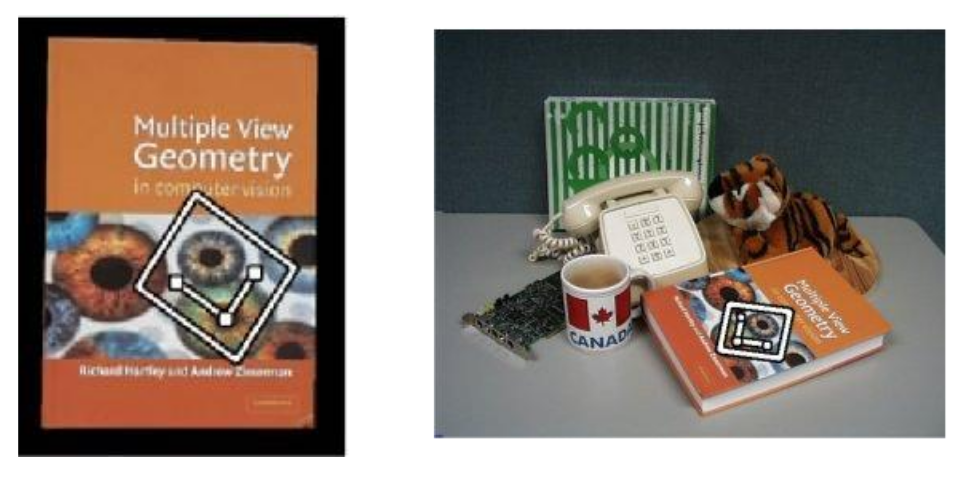 Multiple View
Geometry
in computer vision
Richard Hartley and Andrew Zisserman
CANADA
Multiple View
Geometry